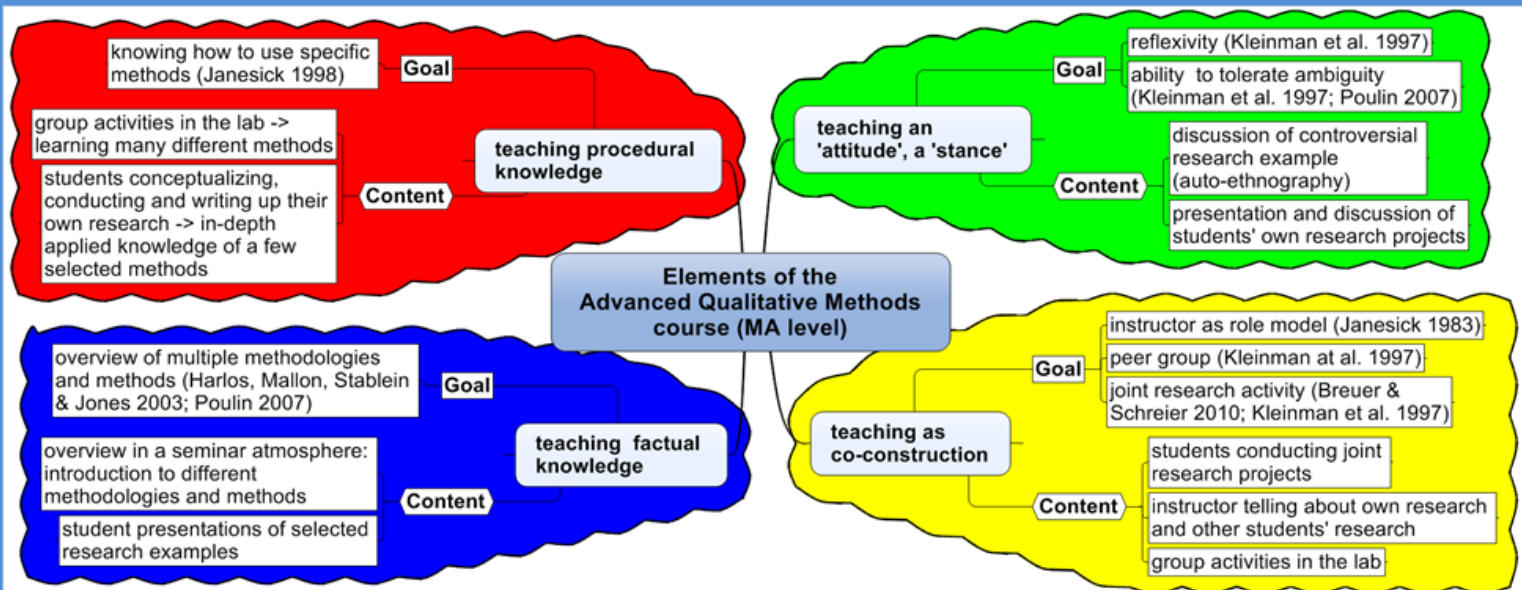 knowing how to use specific
methods (Janesick 1998)
Goal
group activities in the lab ->
learning many different methods
students conceptualizing,
conducting and writing up their
own research -> in-depth
applied knowledge of a few
selected methods
Content
teaching procedural
knowledge
reflexivity (Kleinman et al. 1997)
ability to tolerate ambiguity
(Kleinman et al. 1997; Poulin 2007)
Goal
teaching an
'attitude', a 'stance'
discussion of controversial
research example
(auto-ethnography)
presentation and discussion of
students' own research projects
Content
Elements of the
Advanced Qualitative Methods
course (MA level)
overview of multiple methodologies
and methods (Harlos, Mallon, Stablein
& Jones 2003; Poulin 2007)
Goal
overview in a seminar atmosphere:
introduction to different
methodologies and methods
student presentations of selected
research examples
Content
teaching factual
knowledge
instructor as role model (Janesick 1983)
peer group (Kleinman at al. 1997)
joint research activity (Breuer &
Schreier 2010; Kleinman et al. 1997)
Goal
teaching as
co-construction
students conducting joint
research projects
instructor telling about own research
and other students' research
group activities in the lab
Content